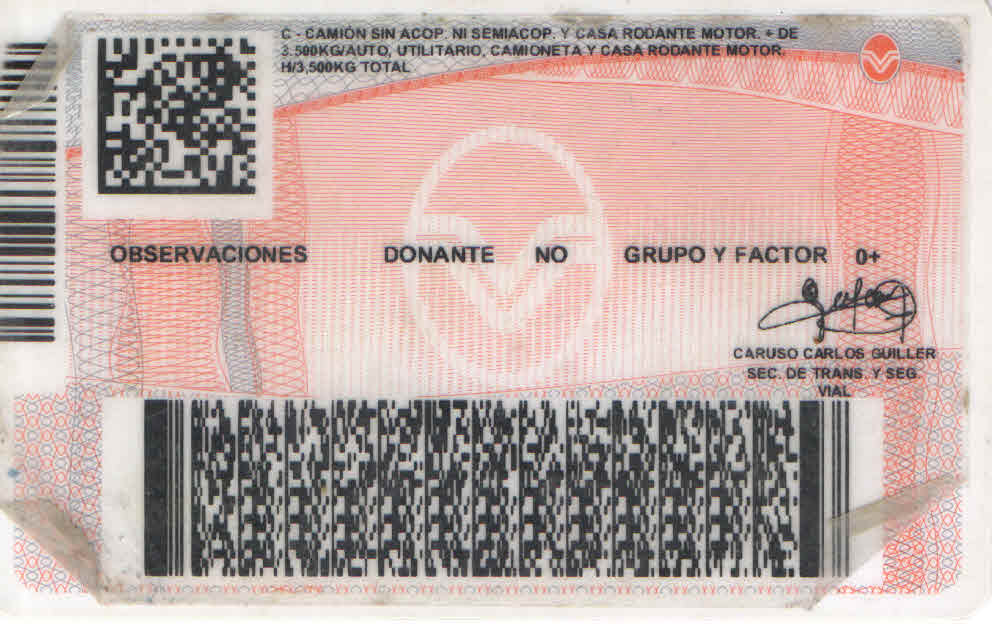 C - CAMIÓN SIN ACOP. NI SEMIACOP. Y CASA RODANTE MOTOR. + DE
3.500KG/AUTO, UTILITARIO, CAMIONETA Y CASA RODANTE MOTOR.
H/3,500KG TOTAL
OBSERVACIONES DONANTE NO GRUPO Y FACTOR 0+
CARUSO CARLOS GUILLER
SEC. DE TRANS. Y SEG.
VIAL